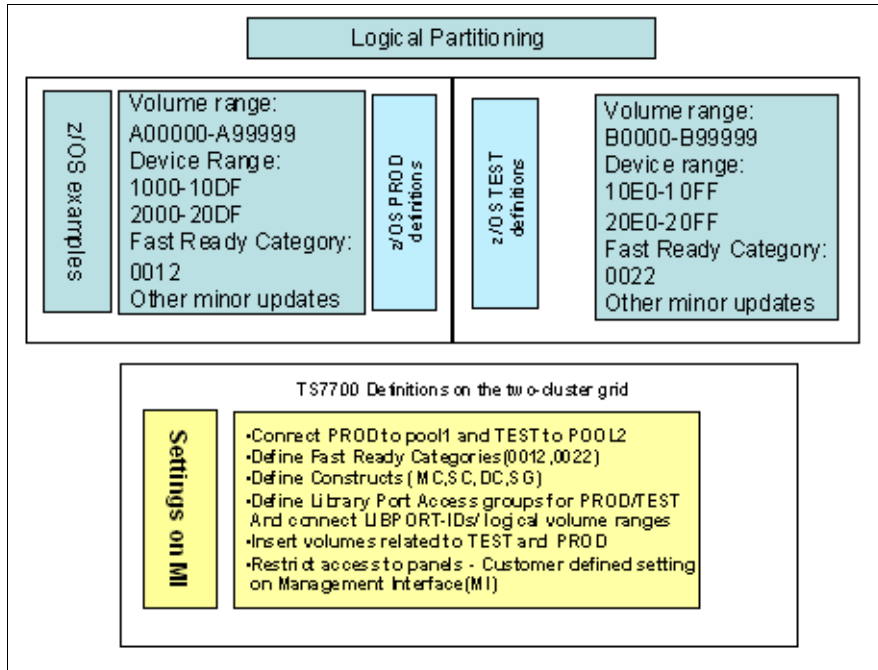 Logical Partitioning
z/OS examples
Volume range:
A00000-A99999
Device Range:
1000-10DF
2000-20DF
Fast Ready Category:
0012
Other minor updates
z/OS PROD
definitions
z/OS TEST
definitions
Volume range:
B0000-B99999
Device range:
10E0-10FF
20E0-20FF
Fast Ready Category:
0022
Other minor updates
TS7700 Definitions on the two-cluster grid
Settings on MI
•Connect PROD to pool1 and TEST to POOL2
•Define Fast Ready Categories(0012,0022)
•Define Constructs (MC,SC,DC,SG)
•Define Library Port Access groups for PROD/TEST
And connect LIBPORT-IDs/ logical volume ranges
•Insert volumes related to TEST and PROD
•Restrict access to panels - Customer defined setting
on Management Interface(MI)